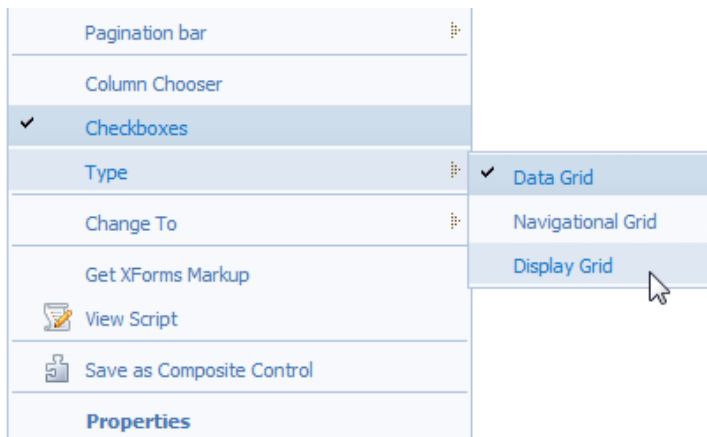 Pagination bar
Column Chooser
Checkboxes
Type
Data Grid
Navigational Grid
Display Grid
Change To
Get XForms Markup
View Script
Save as Composite Control
Properties